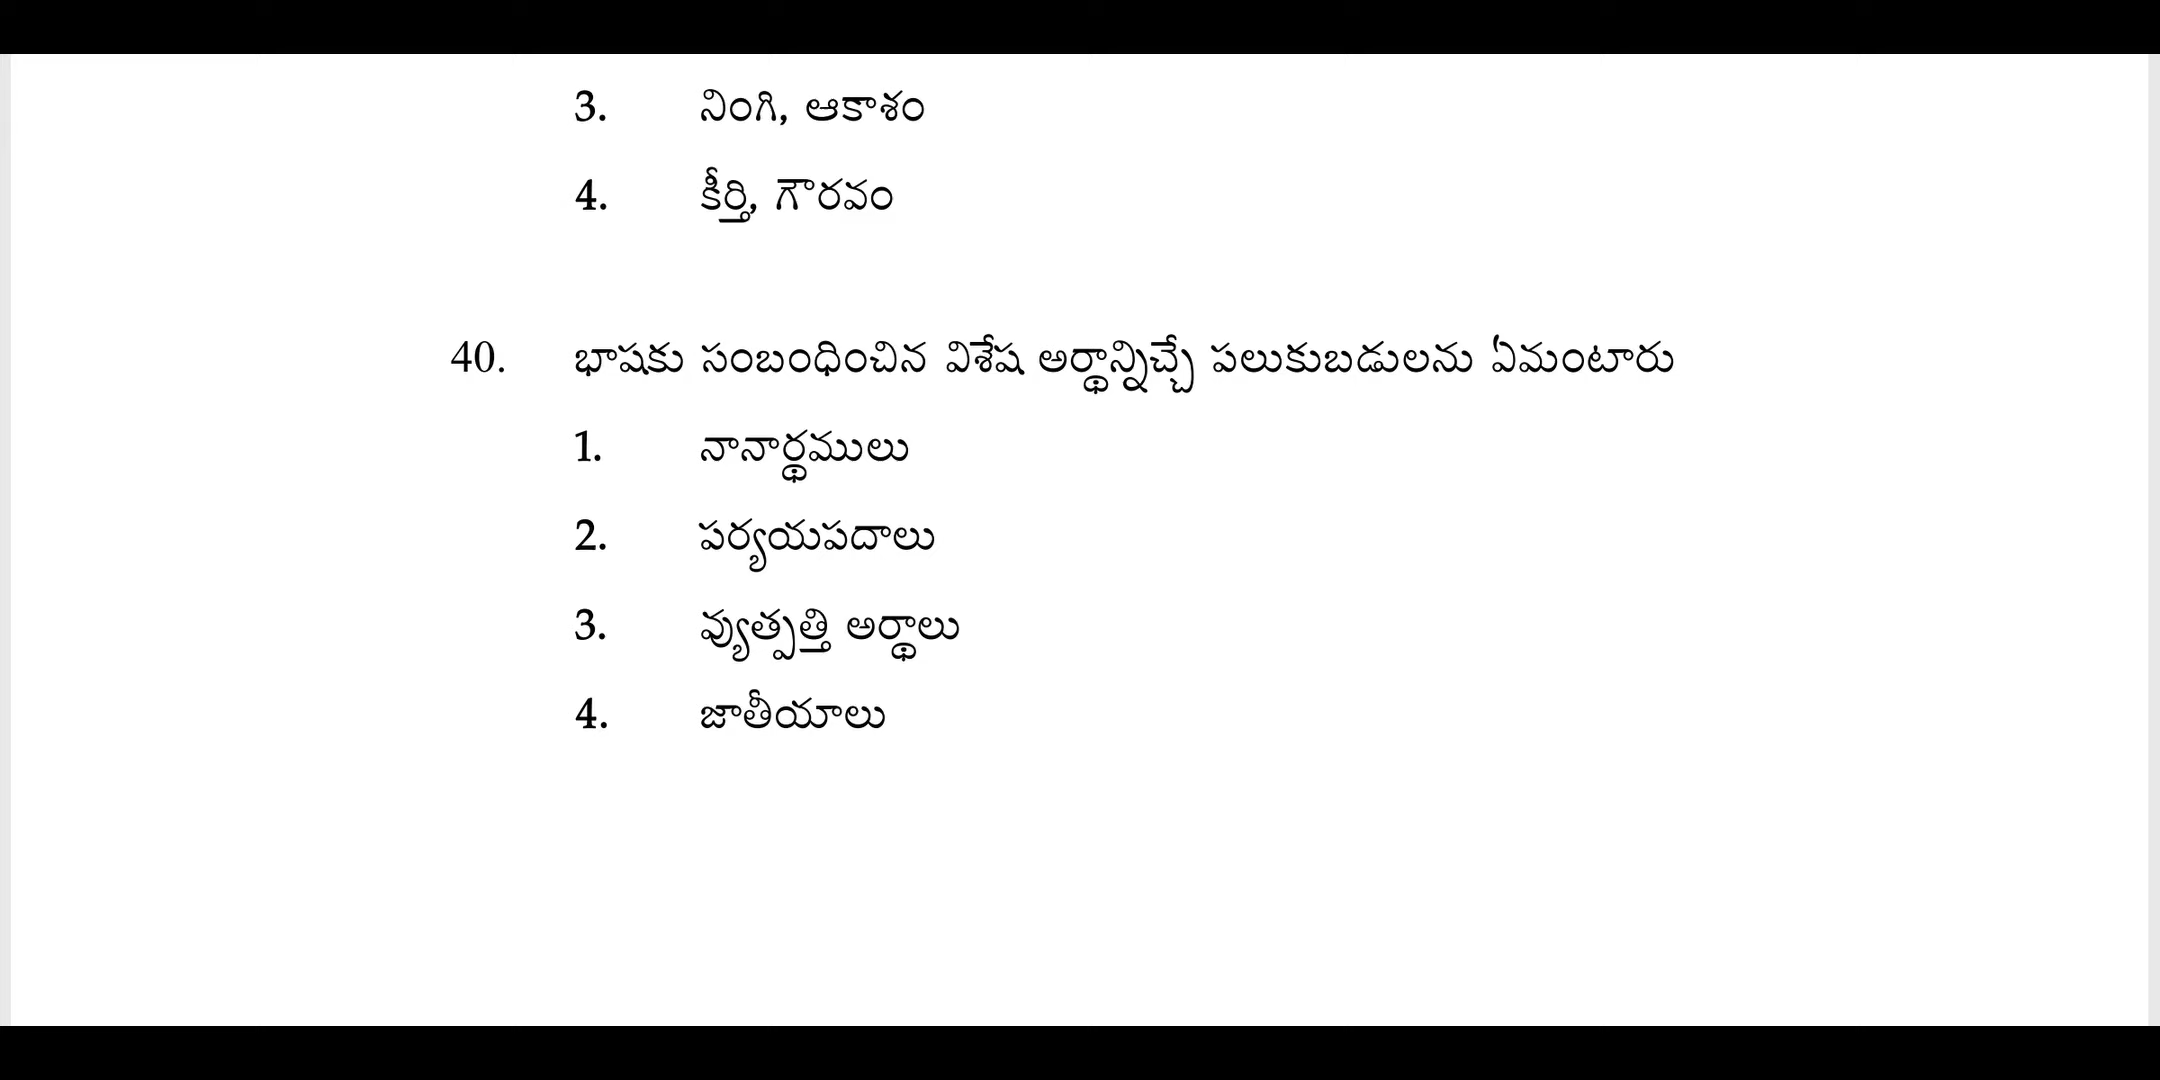 3. నింగి, ఆకాశం
4. కీర్తి, గౌరవం
40. భాషకు సంబంధించిన విశేష అర్థాన్నిచ్చే పలుకుబడులను ఏమంటారు
1. నానార్థములు
2. పర్యయపదాలు
3. వ్యుత్పత్తి అర్థాలు
4. జాతీయాలు